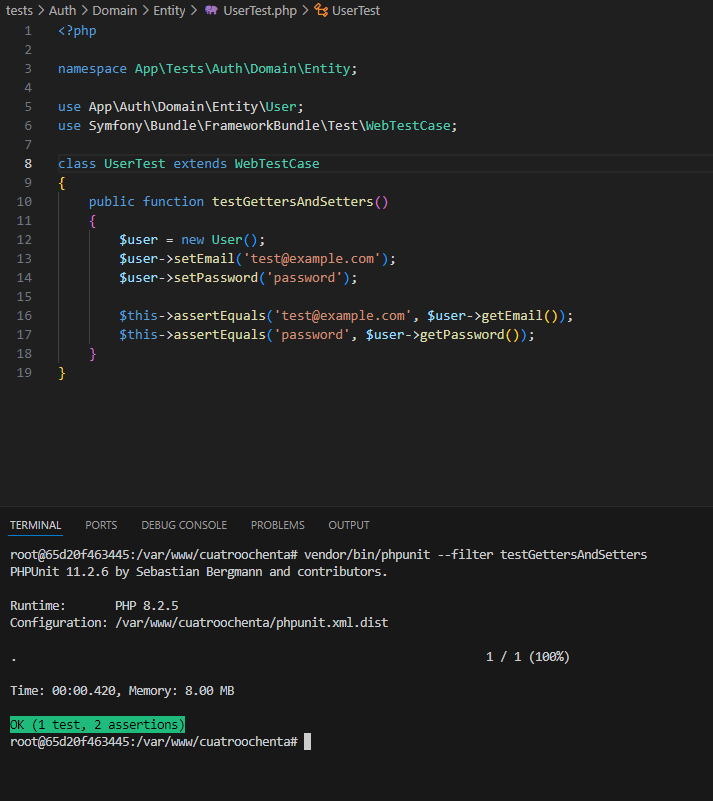 tests > Auth > Domain > Entity > UserTest.php > UserTest
1 <?php
2
3 namespace App\Tests\Auth\Domain\Entity;
4
5 use App\Auth\Domain\Entity\User;
6 use Symfony\Bundle\FrameworkBundle\Test\WebTestCase;
7
8 class UserTest extends WebTestCase
9 {
10     public function testGettersAndSetters()
11     {
12         $user = new User();
13         $user->setEmail('test@example.com');
14         $user->setPassword('password');
15
16         $this->assertEquals('test@example.com', $user->getEmail());
17         $this->assertEquals('password', $user->getPassword());
18     }
19 }
TERMINAL PORTS DEBUG CONSOLE PROBLEMS OUTPUT
root@65d20f463445:/var/www/cuatroochenta# vendor/bin/phpunit --filter testGettersAndSetters
PHPUnit 11.2.6 by Sebastian Bergmann and contributors.
Runtime:       PHP 8.2.5
Configuration: /var/www/cuatroochenta/phpunit.xml.dist
. 1 / 1 (100%)
Time: 00:00.420, Memory: 8.00 MB
OK (1 test, 2 assertions)
root@65d20f463445:/var/www/cuatroochenta#